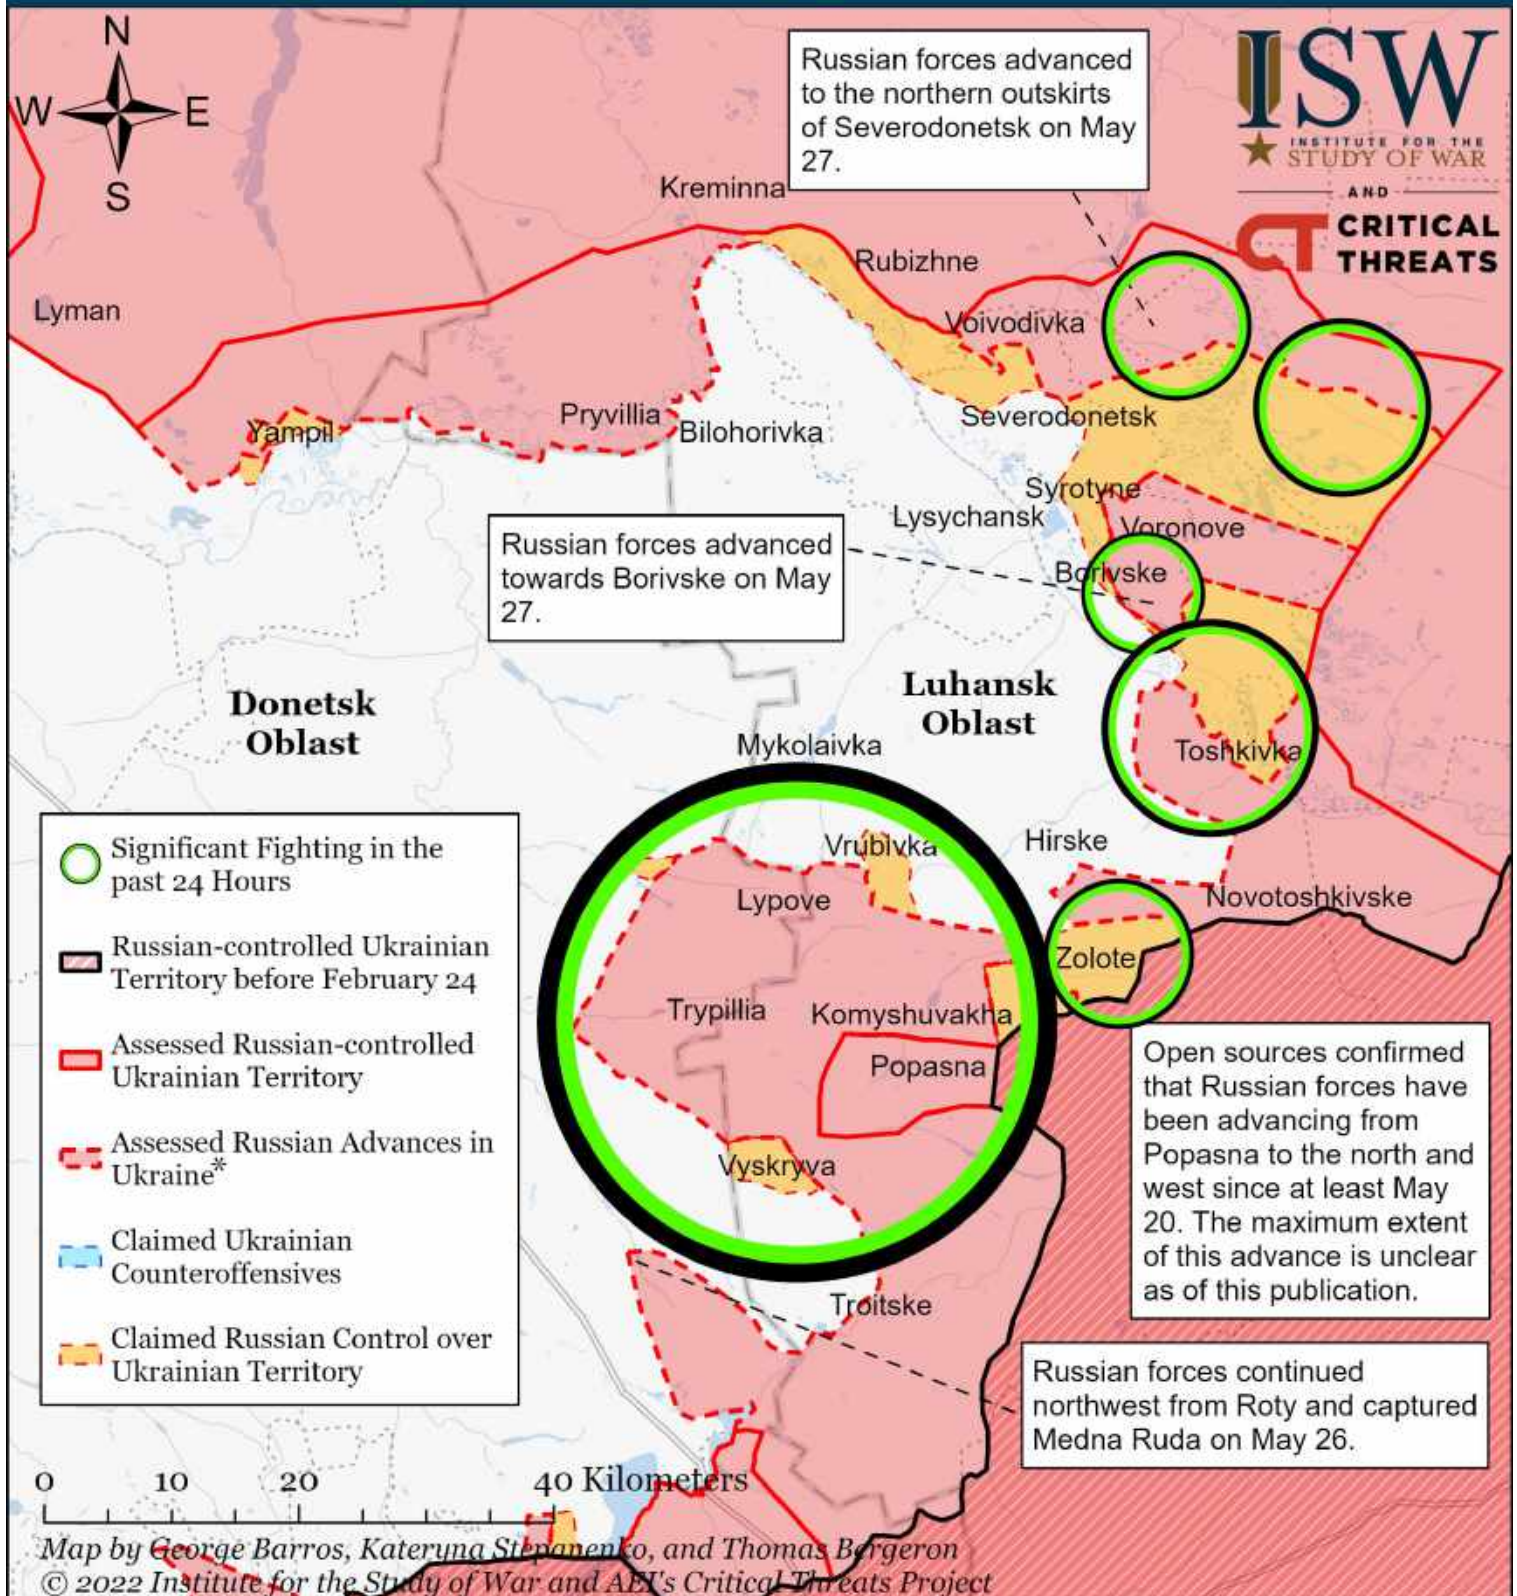 N
W
E
S
Russian forces advanced
to the northern outskirts
of Severodonetsk on May
27.
ISW
INSTITUTE FOR THE
STUDY OF WAR
AND
CT CRITICAL
THREATS
Kreminna
Rubizhne
Lyman
Voivodivka
Yampil
Pryvillia
Bilohorivka
Severodonetsk
Syrotyne
Lysychansk
Voronove
Russian forces advanced
towards Borivske on May
27.
Borivske
Donetsk
Oblast
Luhansk
Oblast
Mykolaivka
Toshkivka
Vrubivka
Hirske
Lypove
Novotoshkivske
Zolote
Trypillia
Komyshuvakha
Popasna
Vyskryva
Troitske
Significant Fighting in the
past 24 Hours
Russian-controlled Ukrainian
Territory before February 24
Assessed Russian-controlled
Ukrainian Territory
Assessed Russian Advances in
Ukraine*
Claimed Ukrainian
Counteroffensives
Claimed Russian Control over
Ukrainian Territory
Open sources confirmed
that Russian forces have
been advancing from
Popasna to the north and
west since at least May
20. The maximum extent
of this advance is unclear
as of this publication.
Russian forces continued
northwest from Roty and captured
Medna Ruda on May 26.
0 10 20 40 Kilometers
Map by George Barros, Kateryna Stepanenko, and Thomas Bergeron
© 2022 Institute for the Study of War and AEI's Critical Threats Project